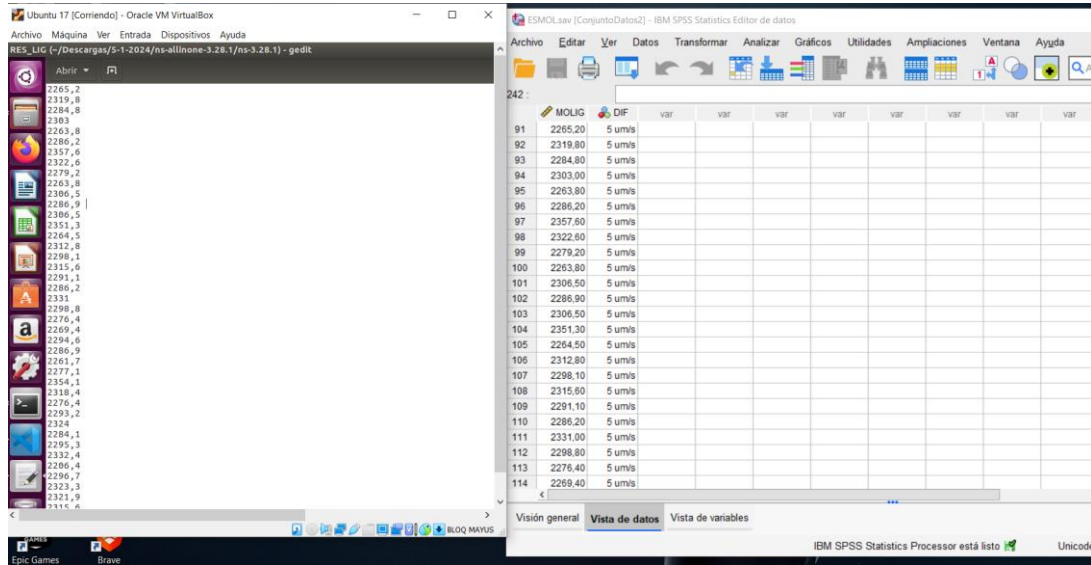 Ubuntu 17 [Corriendo] - Oracle VM VirtualBox
Archivo Máquina Ver Entrada Dispositivos Ayuda
RES_LIG (~/Descargas/5-1-2024/ns-allinone-3.28.1/ns-3.28.1) - gedit
Abrir
2265,2
2319,8
2284,8
2303
2263,8
2286,2
2357,6
2322,6
2279,2
2263,8
2306,5
2286,9
2306,5
2351,3
2264,5
2312,8
2298,1
2315,6
2291,1
2286,2
2331
2298,8
2276,4
2269,4
2294,6
2286,9
2261,7
2277,1
2354,1
2318,4
2276,4
2293,2
2324
2284,1
2295,3
2332,4
2206,4
2296,7
2323,3
2321,9
2315,6
BLOQ MAYUS
GAMES
Epic Games Brave
ESMOL.sav [ConjuntoDatos2] - IBM SPSS Statistics Editor de datos
Archivo Editar Ver Datos Transformar Analizar Gráficos Utilidades Ampliaciones Ventana Ayuda
242 :
MOLIG DIF var var var var var var var var
91 2265,20 5 um/s
92 2319,80 5 um/s
93 2284,80 5 um/s
94 2303,00 5 um/s
95 2263,80 5 um/s
96 2286,20 5 um/s
97 2357,60 5 um/s
98 2322,60 5 um/s
99 2279,20 5 um/s
100 2263,80 5 um/s
101 2306,50 5 um/s
102 2286,90 5 um/s
103 2306,50 5 um/s
104 2351,30 5 um/s
105 2264,50 5 um/s
106 2312,80 5 um/s
107 2298,10 5 um/s
108 2315,60 5 um/s
109 2291,10 5 um/s
110 2286,20 5 um/s
111 2331,00 5 um/s
112 2298,80 5 um/s
113 2276,40 5 um/s
114 2269,40 5 um/s
Visión general Vista de datos Vista de variables
IBM SPSS Statistics Processor está listo Unicode